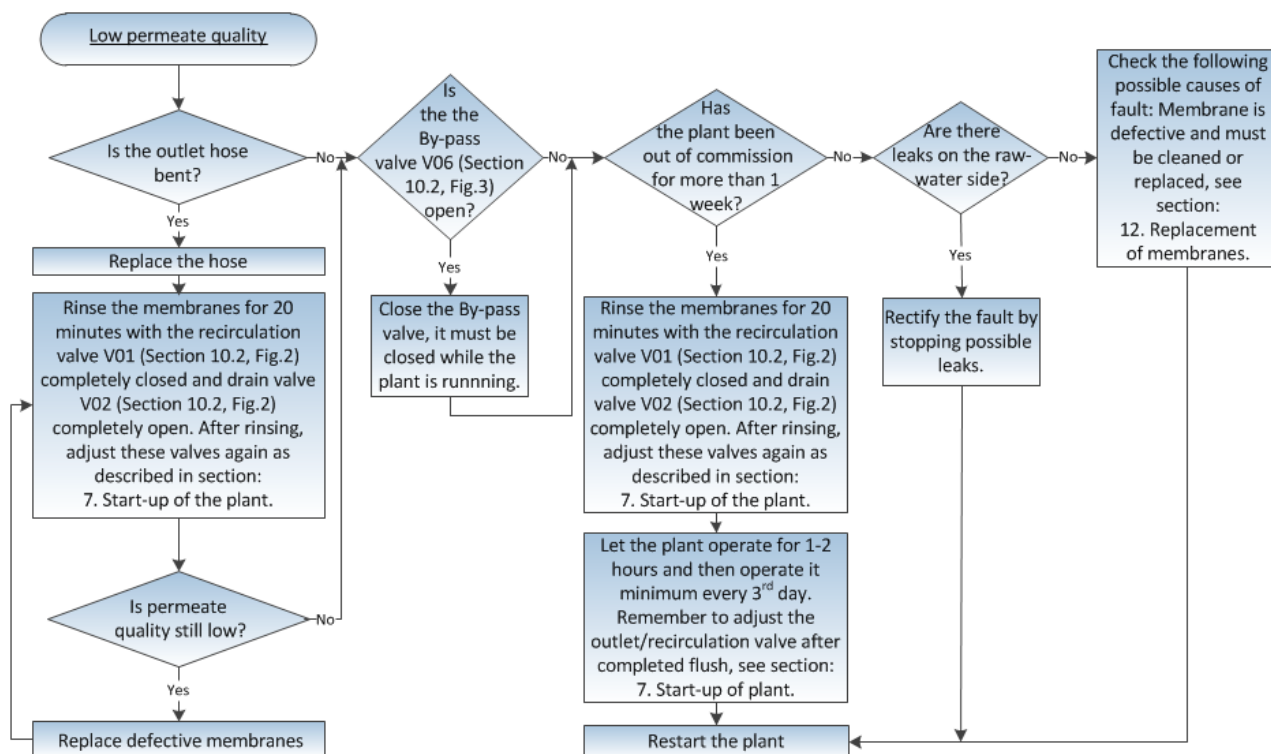 Low permeate quality
Is the outlet hose
bent?
No
Yes
Replace the hose
Rinse the membranes for 20
minutes with the recirculation
valve V01 (Section 10.2, Fig.2)
completely closed and drain valve
V02 (Section 10.2, Fig.2)
completely open. After rinsing,
adjust these valves again as
described in section:
7. Start-up of the plant.
Is permeate
quality still low?
No
Yes
Replace defective membranes
Is
the the
By-pass
valve V06 (Section
10.2, Fig.3)
open?
No
Yes
Close the By-pass
valve, it must be
closed while the
plant is runnning.
Has
the plant been
out of commission
for more than 1
week?
No
Yes
Rinse the membranes for 20
minutes with the recirculation
valve V01 (Section 10.2, Fig.2)
completely closed and drain
valve V02 (Section 10.2, Fig.2)
completely open. After rinsing,
adjust these valves again as
described in section:
7. Start-up of the plant.
Let the plant operate for 1-2
hours and then operate it
minimum every 3rd day.
Remember to adjust the
outlet/recirculation valve after
completed flush, see section:
7. Start-up of plant.
Restart the plant
Are there
leaks on the raw-
water side?
No
Yes
Rectify the fault by
stopping possible
leaks.
Check the following
possible causes of
fault: Membrane is
defective and must
be cleaned or
replaced, see
section:
12. Replacement
of membranes.